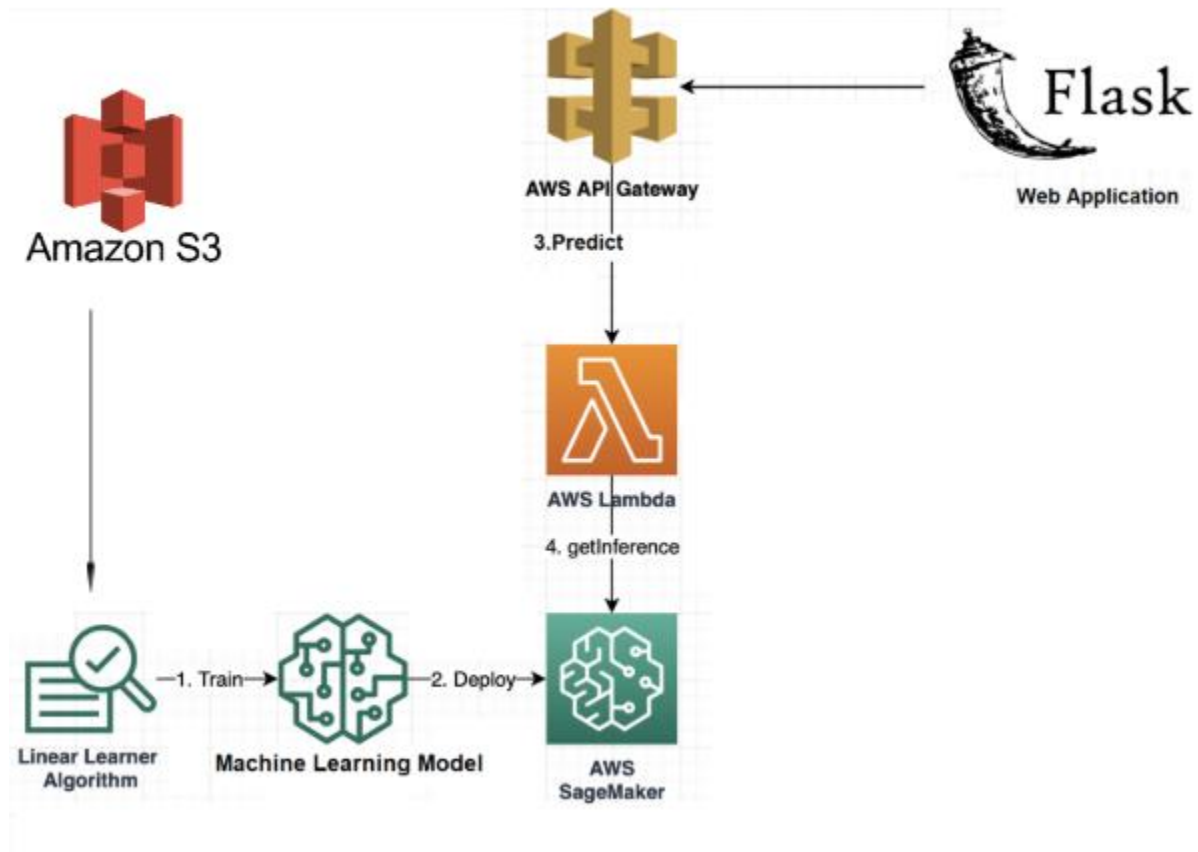 Flask
Web Application
AWS API Gateway
3.Predict
Amazon S3
AWS Lambda
4. getInference
1. Train
2. Deploy
Linear Learner
Algorithm
Machine Learning Model
AWS
SageMaker